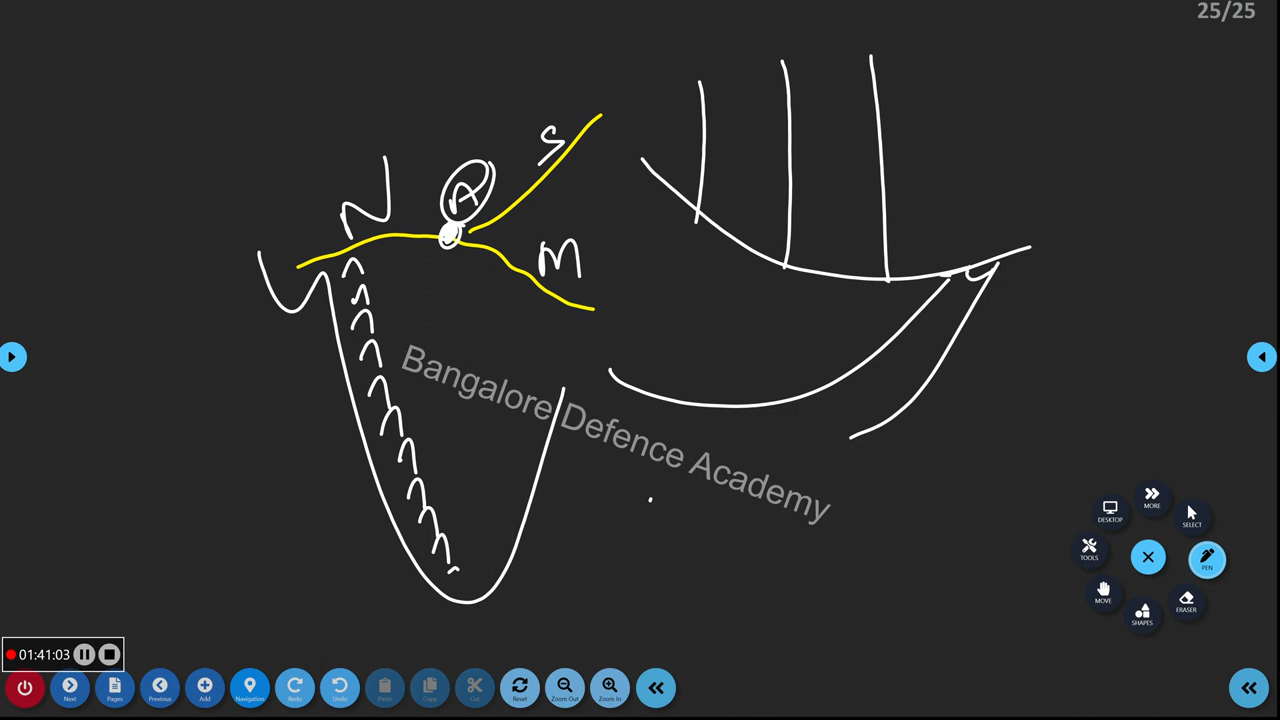 25/25
S
N
A
M
Bangalore Defence Academy
MORE
DESKTOP
SELECT
TOOLS
PEN
MOVE
ERASER
SHAPES
01:41:03
Next
Pages
Previous
Add
Navigation
Redo
Undo
Paste
Copy
Cut
Reset
Zoom Out
Zoom In